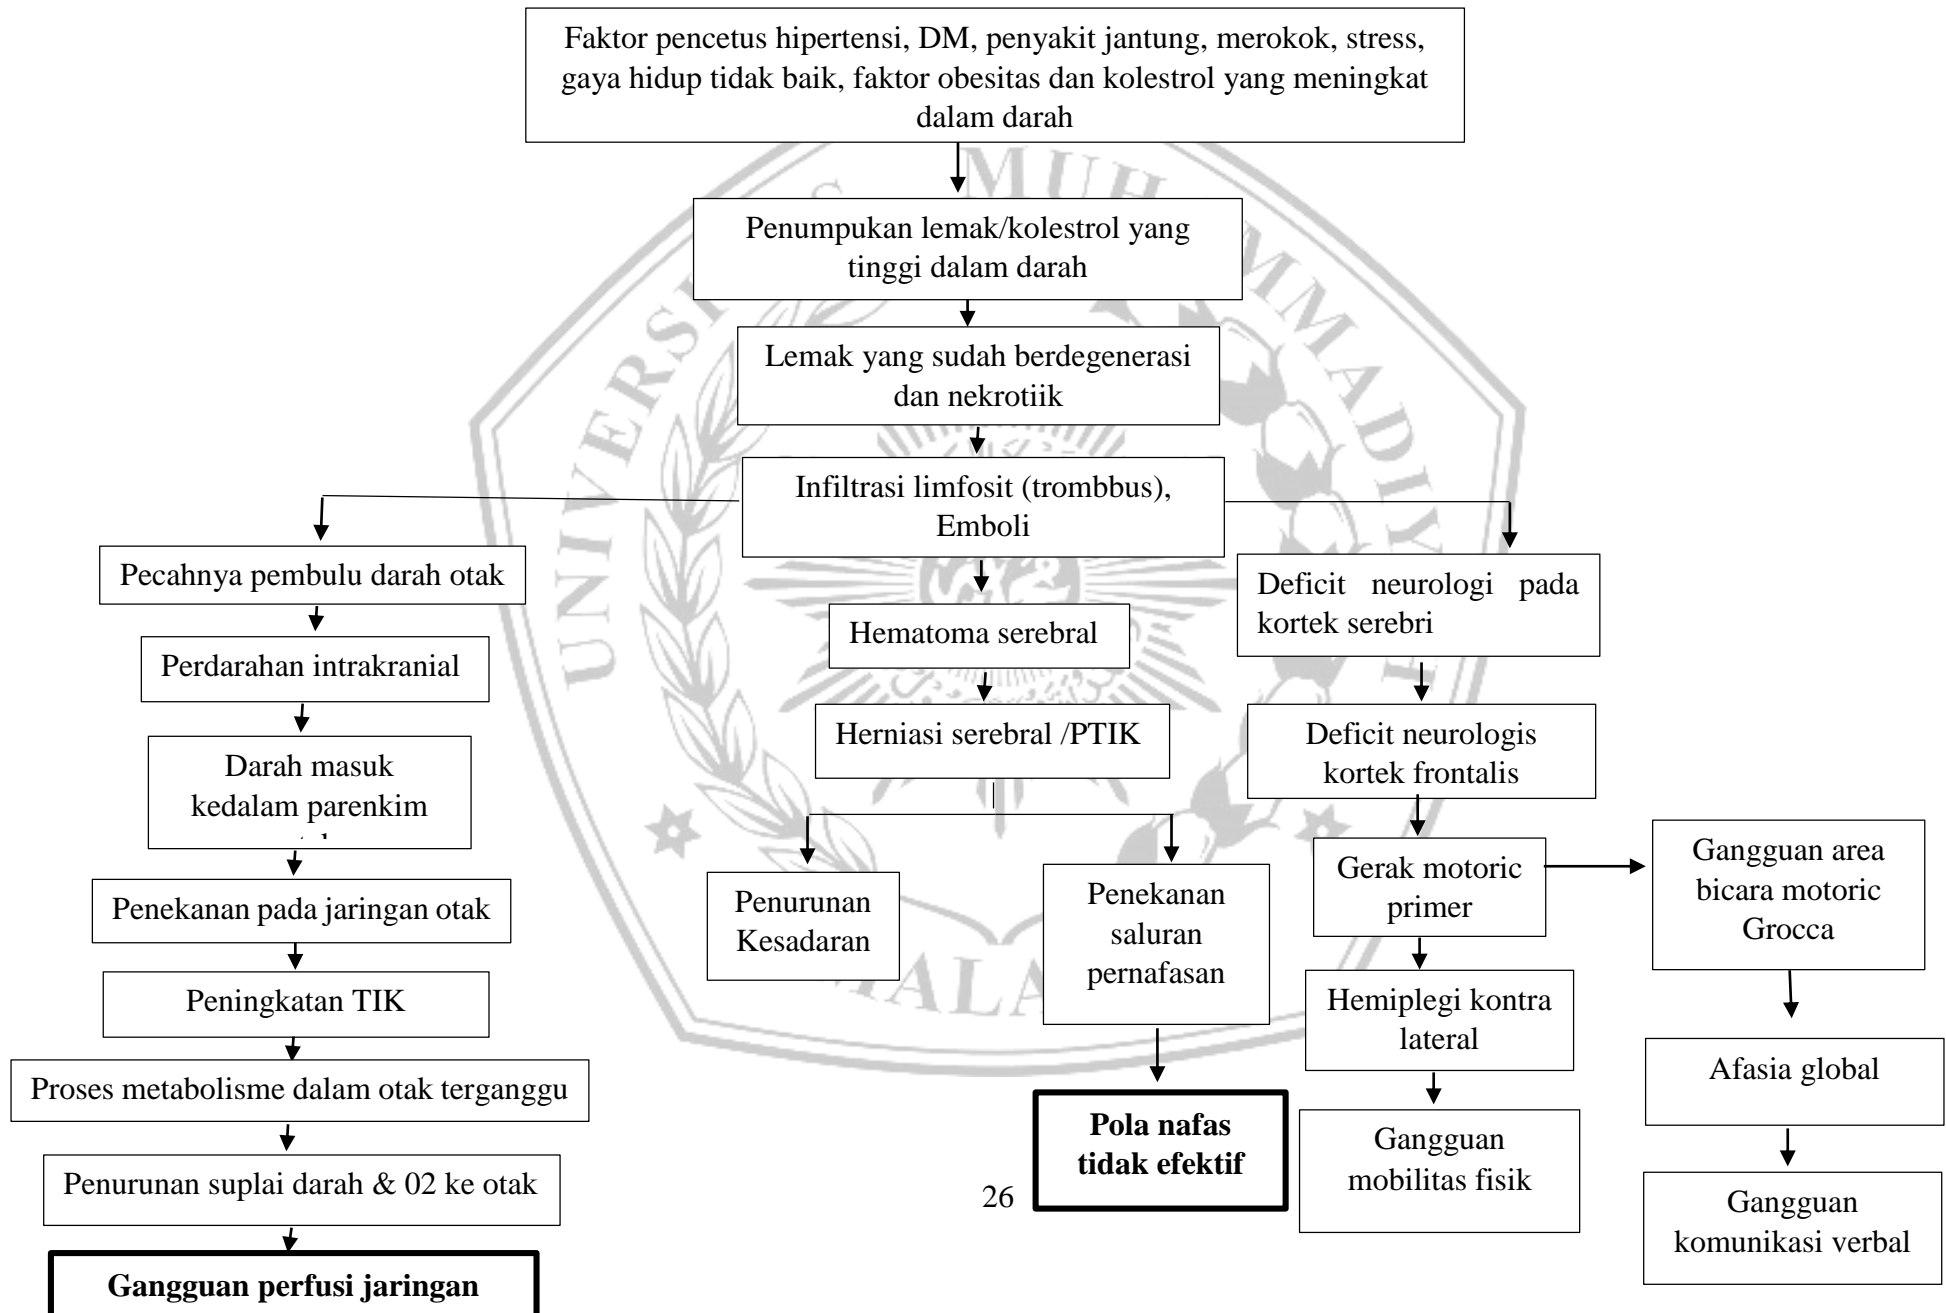 Faktor pencetus hipertensi, DM, penyakit jantung, merokok, stress,
gaya hidup tidak baik, faktor obesitas dan kolestrol yang meningkat
dalam darah
Penumpukan lemak/kolestrol yang
tinggi dalam darah
Lemak yang sudah berdegenerasi
dan nekrotiik
Infiltrasi limfosit (trombbus),
Emboli
Pecahnya pembulu darah otak
Perdarahan intrakranial
Darah masuk
kedalam parenkim
Penekanan pada jaringan otak
Peningkatan TIK
Proses metabolisme dalam otak terganggu
Penurunan suplai darah & 02 ke otak
Gangguan perfusi jaringan
Hematoma serebral
Herniasi serebral /PTIK
Penurunan
Kesadaran
Penekanan
saluran
pernafasan
Pola nafas
tidak efektif
Deficit neurologi pada
kortek serebri
Deficit neurologis
kortek frontalis
Gerak motoric
primer
Hemiplegi kontra
lateral
Gangguan
mobilitas fisik
Gangguan area
bicara motoric
Grocca
Afasia global
Gangguan
komunikasi verbal
26